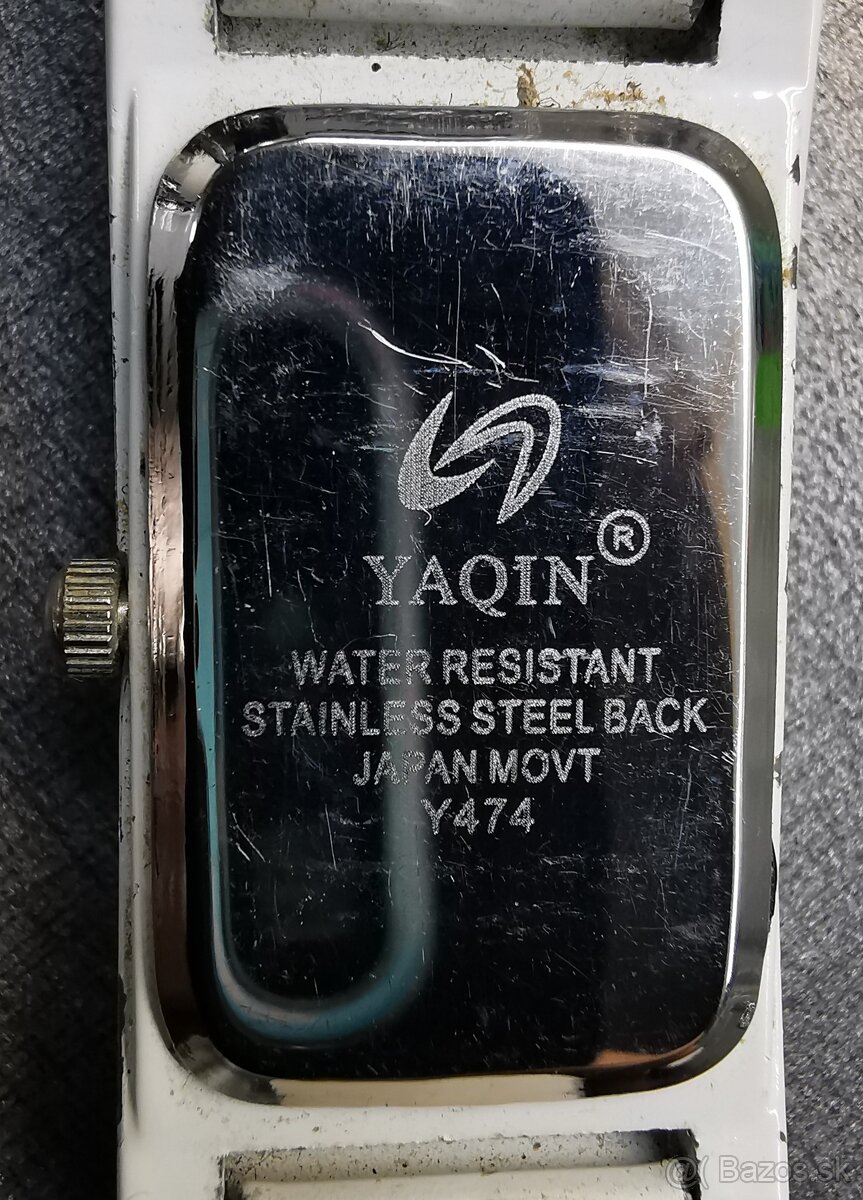 YAQIN®
WATER RESISTANT
STAINLESS STEEL BACK
JAPAN MOVT
Y474
@( Bazos.sk